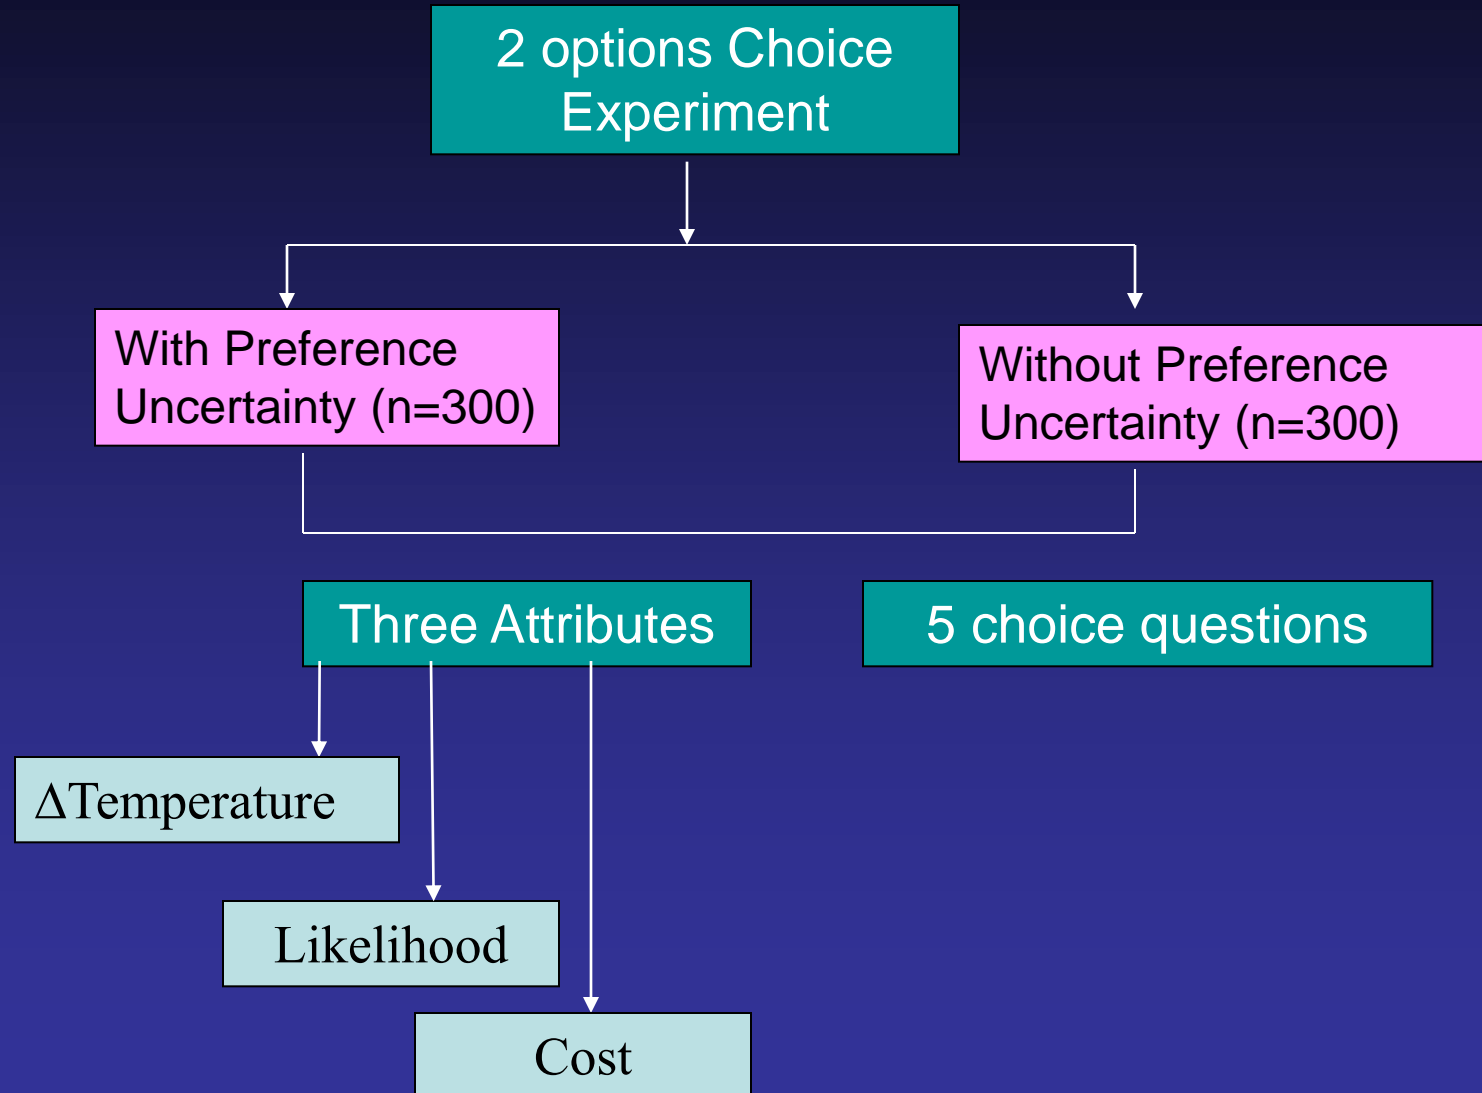 2 options Choice
Experiment
With Preference
Uncertainty (n=300)
Without Preference
Uncertainty (n=300)
Three Attributes
5 choice questions
ΔTemperature
Likelihood
Cost